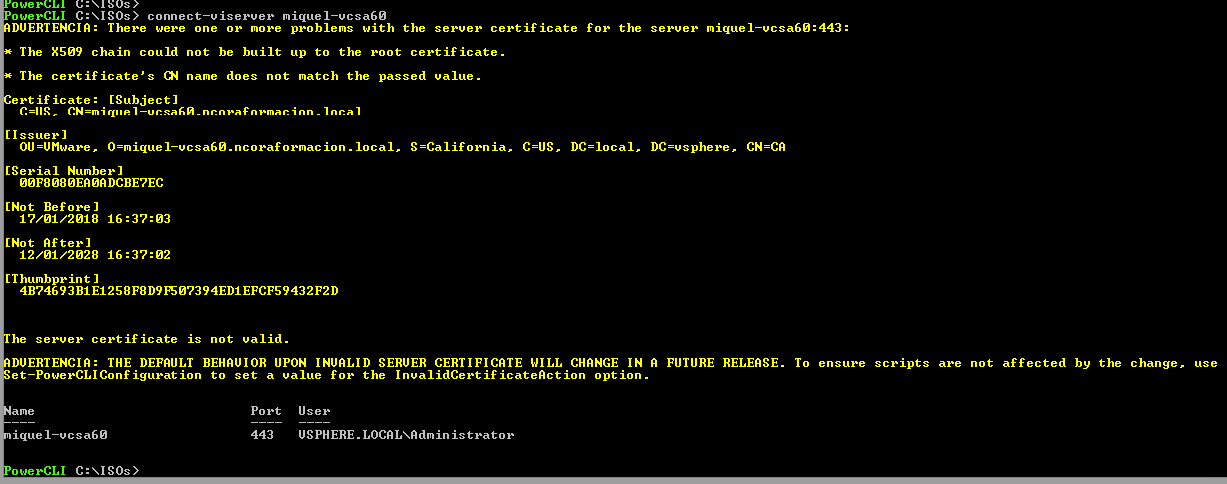 PowerCLI C:\ISOs>
PowerCLI C:\ISOs> connect-viserver miquel-vcsa60
ADVERTENCIA: There were one or more problems with the server certificate for the server miquel-vcsa60:443:
* The X509 chain could not be built up to the root certificate.
* The certificate's CN name does not match the passed value.
Certificate: [Subject]
C=US, CN=miquel-vcsa60.ncoraformacion.local
[Issuer]
OU=VMware, O=miquel-vcsa60.ncoraformacion.local, S=California, C=US, DC=local, DC=vsphere, CN=CA
[Serial Number]
00F8080EA0ADCBE7EC
[Not Before]
17/01/2018 16:37:03
[Not After]
12/01/2028 16:37:02
[Thumbprint]
4B74693B1E1258F8D9F507394ED1EFCF59432F2D
The server certificate is not valid.
ADVERTENCIA: THE DEFAULT BEHAVIOR UPON INVALID SERVER CERTIFICATE WILL CHANGE IN A FUTURE RELEASE. To ensure scripts are not affected by the change, use
Set-PowerCLIConfiguration to set a value for the InvalidCertificateAction option.
Name Port User
---- ---- ----
miquel-vcsa60 443 VSPHERE.LOCAL\Administrator
PowerCLI C:\ISOs>